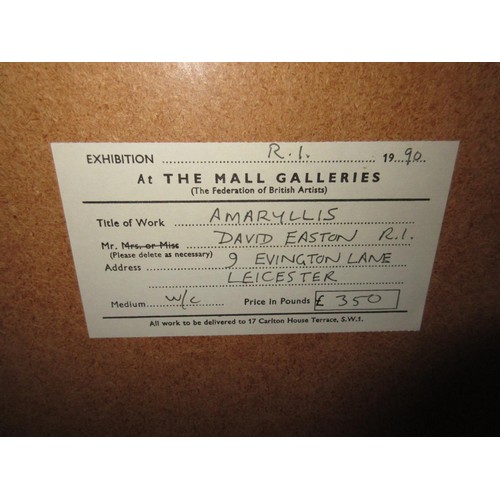 EXHIBITION R.I. 1990
At THE MALL GALLERIES
(The Federation of British Artists)
Title of Work AMARYLLIS
Mr. Mrs. or Miss DAVID EASTON R.I.
(Please delete as necessary)
Address 9 EVINGTON LANE
LEICESTER
Medium W/C Price in Pounds £ 350
All work to be delivered to 17 Carlton House Terrace, S.W.1.